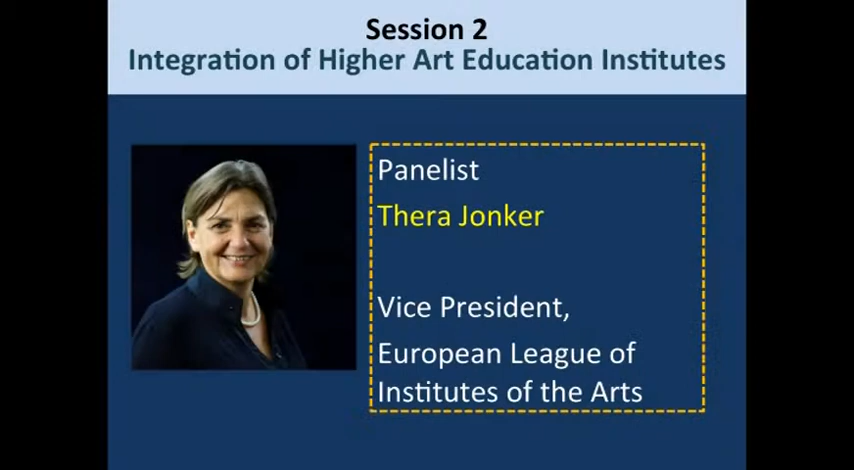 Session 2
Integration of Higher Art Education Institutes
Panelist
Thera Jonker
Vice President,
European League of
Institutes of the Arts